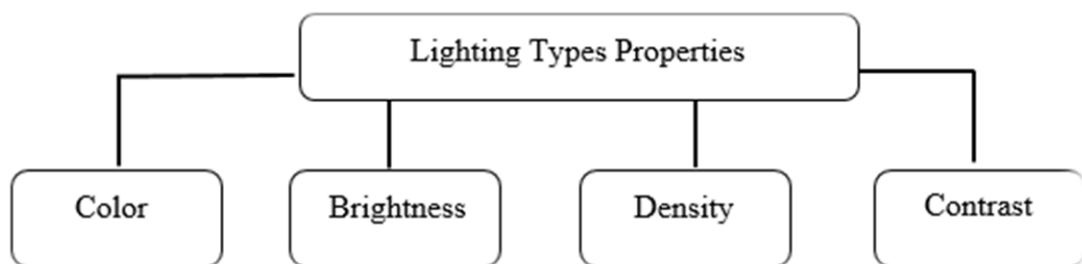 Lighting Types Properties
Color
Brightness
Density
Contrast